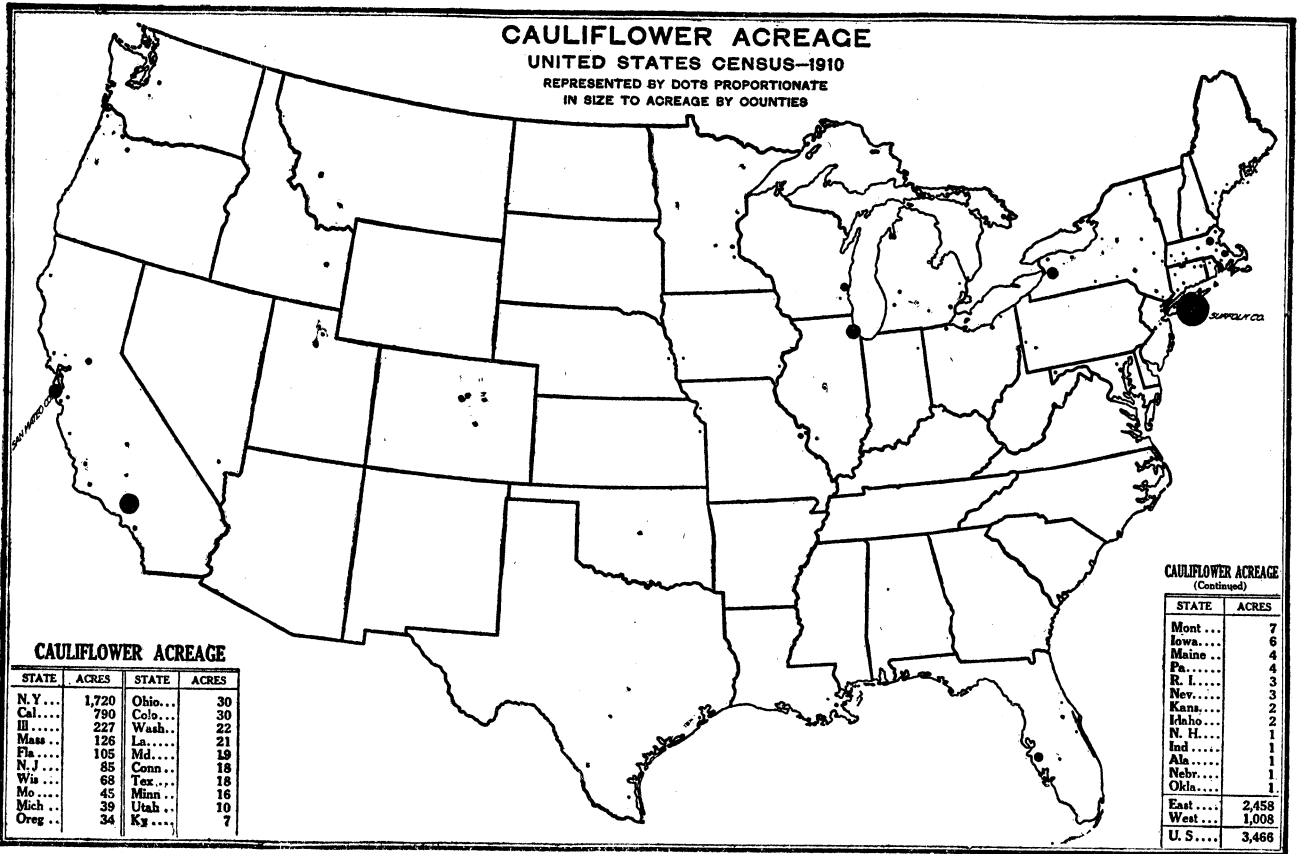 CAULIFLOWER ACREAGE
UNITED STATES CENSUS—1910
REPRESENTED BY DOTS PROPORTIONATE
IN SIZE TO ACREAGE BY COUNTIES
SUFFOLK CO.
SAN MATEO CO.
CAULIFLOWER ACREAGE
STATE ACRES STATE ACRES
N. Y.... 1,720 Ohio... 30
Cal..... 790 Colo... 30
Ill..... 227 Wash.. 22
Mass .. 126 La..... 21
Fla .... 105 Md.... 19
N. J .... 85 Conn .. 18
Wis .... 68 Tex .... 18
Mo .... 45 Minn .. 16
Mich .. 39 Utah .. 10
Oreg .. 34 Ky.... 7
CAULIFLOWER ACREAGE
(Continued)
STATE ACRES
Mont ... 7
Iowa.... 6
Maine .. 4
Pa...... 4
R. I..... 3
Nev.... 3
Kans.... 2
Idaho... 2
N. H.... 1
Ind .... 1
Ala..... 1
Nebr.... 1
Okla.... 1
East .... 2,458
West ... 1,008
U. S.... 3,466